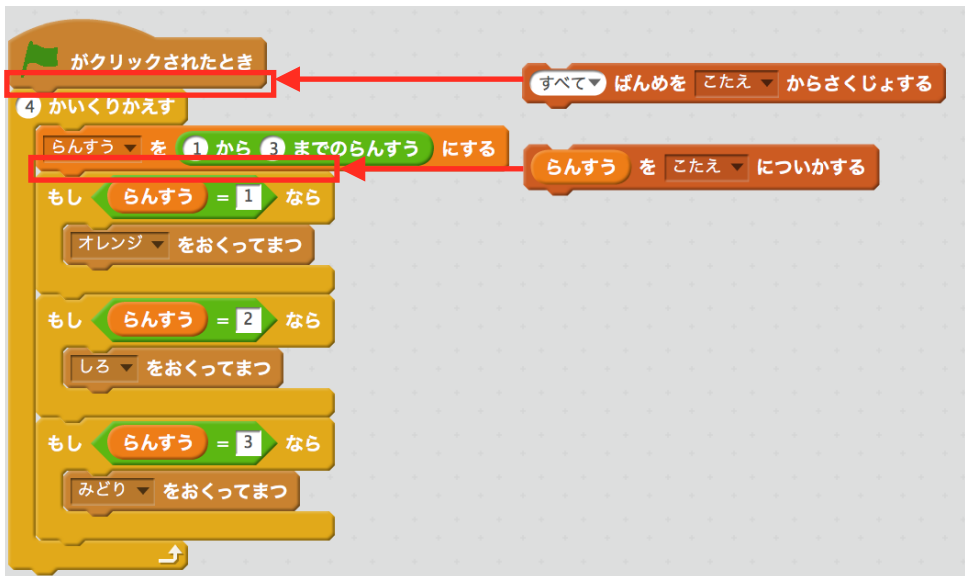 がクリックされたとき
すべて ばんめを こたえ からさくじょする
4 かいくりかえす
らんすう を 1 から 3 までのらんすう にする
らんすう を こたえ についかする
もし らんすう = 1 なら
オレンジ をおくってまつ
もし らんすう = 2 なら
しろ をおくってまつ
もし らんすう = 3 なら
みどり をおくってまつ